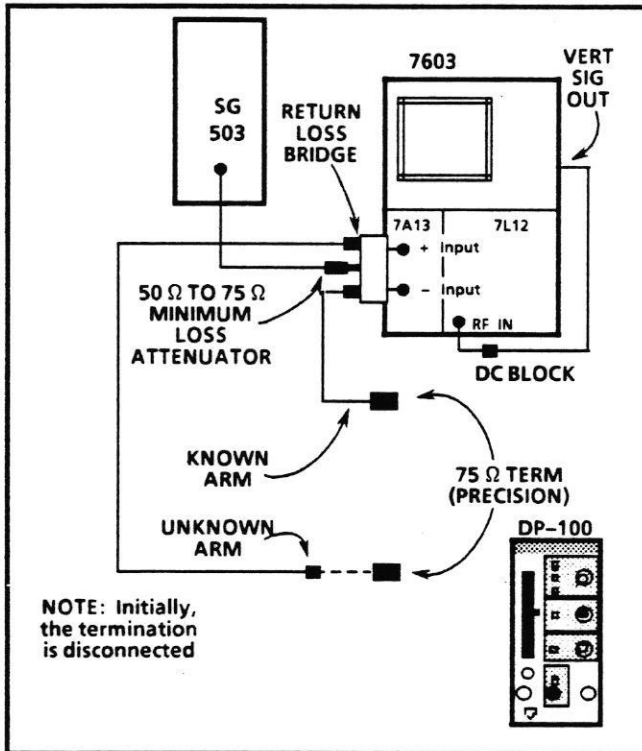 SG
503
7603
VERT
SIG
OUT
RETURN
LOSS
BRIDGE
7A13
7L12
+ Input
− Input
RF IN
DC BLOCK
50 Ω TO 75 Ω
MINIMUM
LOSS
ATTENUATOR
KNOWN
ARM
75 Ω TERM
(PRECISION)
UNKNOWN
ARM
DP–100
NOTE: Initially,
the termination
is disconnected